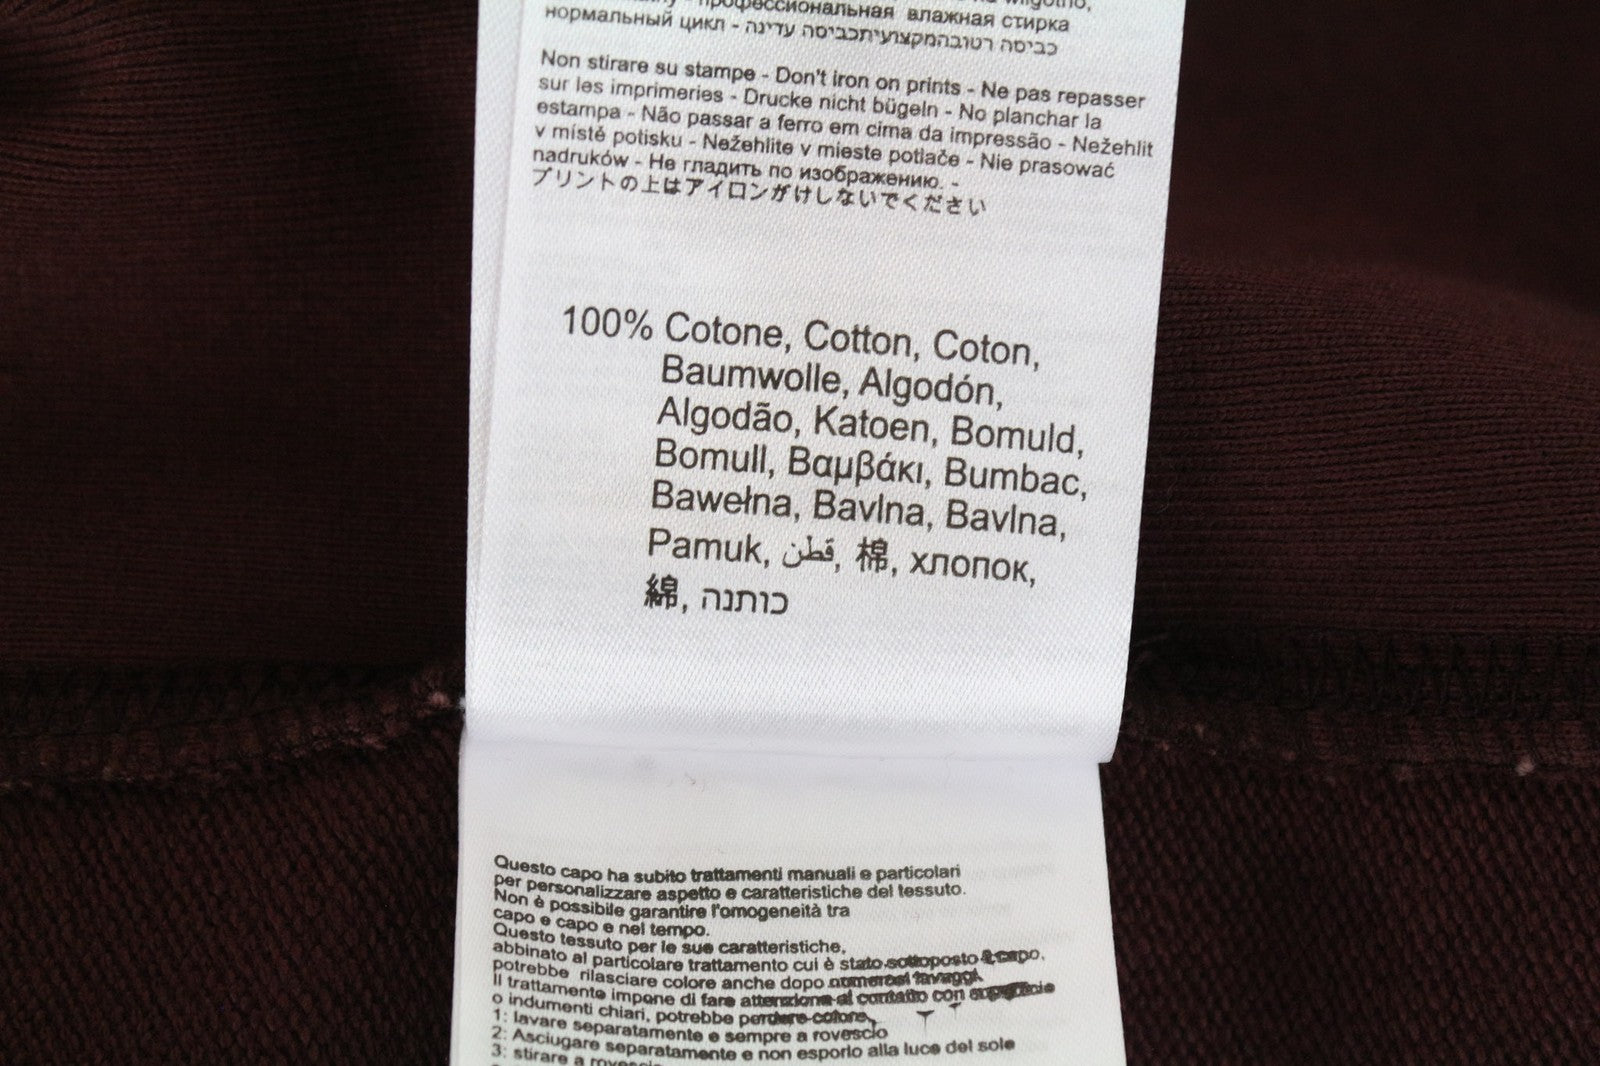 профессиональная влажная стирка
нормальный цикл - כביסה רטובהמקצועיתכביסה עדינה
Non stirare su stampe - Don't iron on prints - Ne pas repasser
sur les imprimeries - Drucke nicht bügeln - No planchar la
estampa - Não passar a ferro em cima da impressão - Nežehlit
v místě potisku - Nežehlite v mieste potlače - Nie prasować
nadruków - Не гладить по изображению. -
プリントの上はアイロンがけしないでください
100% Cotone, Cotton, Coton,
Baumwolle, Algodón,
Algodão, Katoen, Bomuld,
Bomull, Βαμβάκι, Bumbac,
Bawełna, Bavlna, Bavlna,
Pamuk, قطن, 棉, хлопок,
綿, כותנה
Questo capo ha subito trattamenti manuali e particolari
per personalizzare aspetto e caratteristiche del tessuto.
Non è possibile garantire l'omogeneità tra
capo e capo e nel tempo.
Questo tessuto per le sue caratteristiche,
abbinato al particolare trattamento cui è stato sottoposto il capo,
potrebbe rilasciare colore anche dopo numerosi lavaggi.
Il trattamento impone di fare attenzione al contatto con superficie
o indumenti chiari, potrebbe perdere colore.
1: lavare separatamente e sempre a rovescio
2: Asciugare separatamente e non esporlo alla luce del sole
3: stirare a rovescio